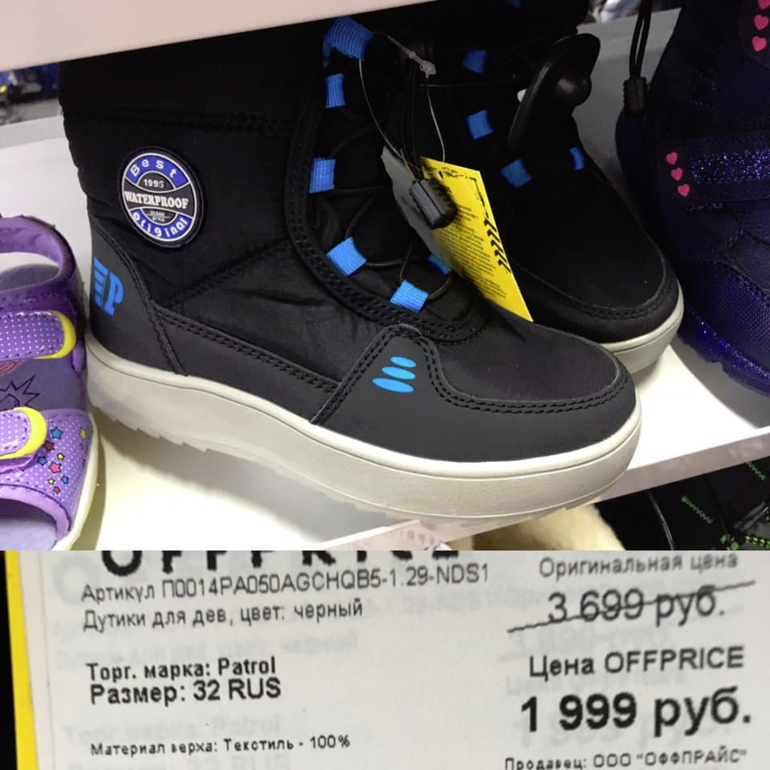 Best
1995
WATERPROOF
Original
P
OFFPRICE
Артикул П0014PA050AGCHQB5-1.29-NDS1
Дутики для дев, цвет: черный
Торг. марка: Patrol
Размер: 32 RUS
Материал верха: Текстиль - 100%
Оригинальная цена
3 699 руб.
Цена OFFPRICE
1 999 руб.
Продавец: ООО "ОФФПРАЙС"